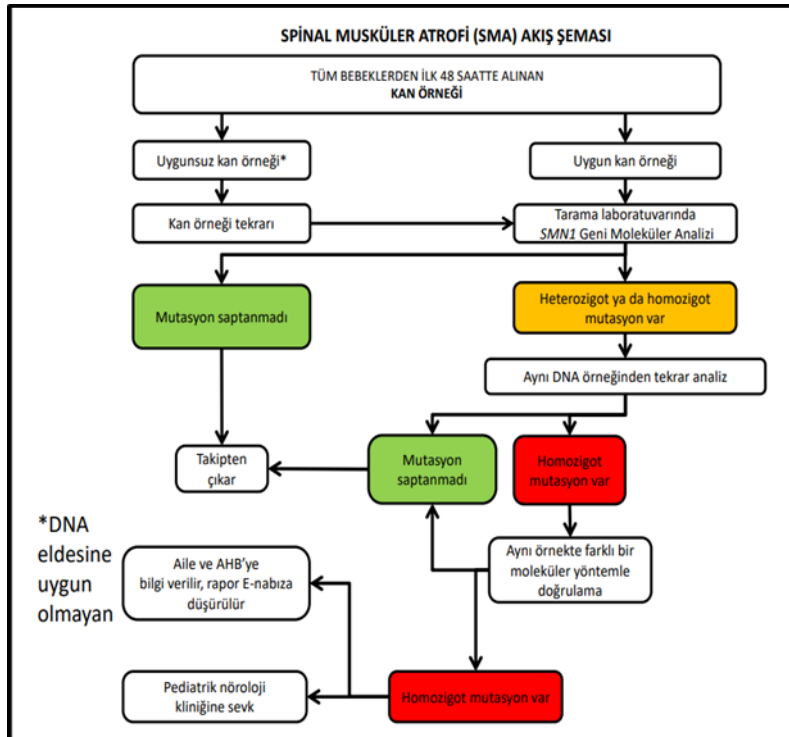 SPİNAL MUSKÜLER ATROFİ (SMA) AKIŞ ŞEMASI
TÜM BEBEKLERDEN İLK 48 SAATTE ALINAN
KAN ÖRNEĞİ
Uygunsuz kan örneği*
Uygun kan örneği
Kan örneği tekrarı
Tarama laboratuvarında
SMN1 Geni Moleküler Analizi
Mutasyon saptanmadı
Heterozigot ya da homozigot
mutasyon var
Aynı DNA örneğinden tekrar analiz
Takipten
çıkar
Mutasyon
saptanmadı
Homozigot
mutasyon var
*DNA
eldesine
uygun
olmayan
Aile ve AHB'ye
bilgi verilir, rapor E-nabıza
düşürülür
Aynı örnekte farklı bir
moleküler yöntemle
doğrulama
Pediatrik nöroloji
kliniğine sevk
Homozigot mutasyon var